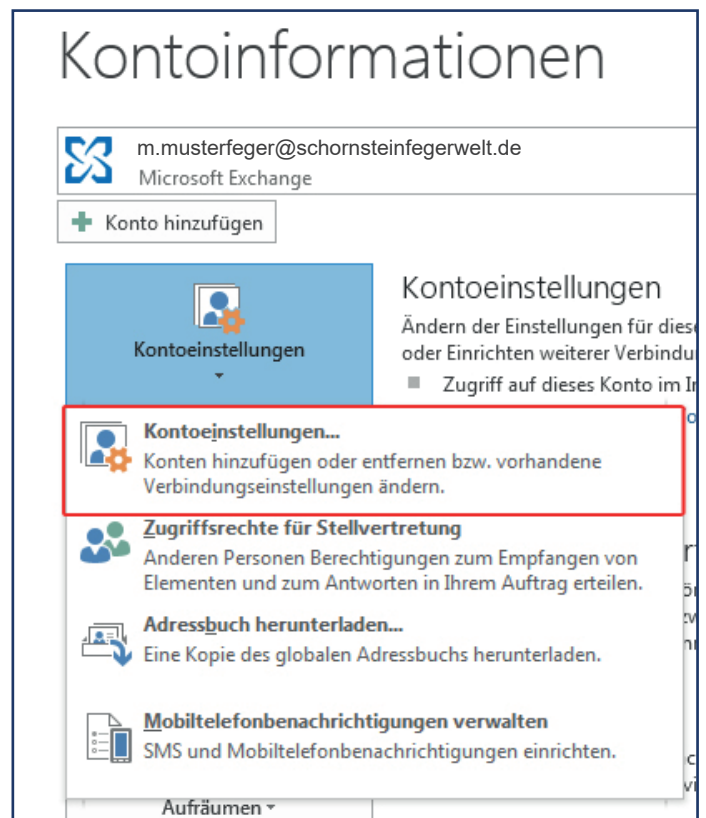 Kontoinformationen
m.musterfeger@schornsteinfegerwelt.de
Microsoft Exchange
Konto hinzufügen
Kontoeinstellungen
Kontoeinstellungen
Ändern der Einstellungen für
oder Einrichten weiterer
Zugriff auf dieses Konto im
Kontoeinstellungen...
Konten hinzufügen oder entfernen bzw. vorhandene
Verbindungseinstellungen ändern.
Zugriffsrechte für Stellvertretung
Anderen Personen Berechtigungen zum Empfangen von
Elementen und zum Antworten in Ihrem Auftrag erteilen.
Adressbuch herunterladen...
Eine Kopie des globalen Adressbuchs herunterladen.
Mobiltelefonbenachrichtigungen verwalten
SMS und Mobiltelefonbenachrichtigungen einrichten.
Aufräumen